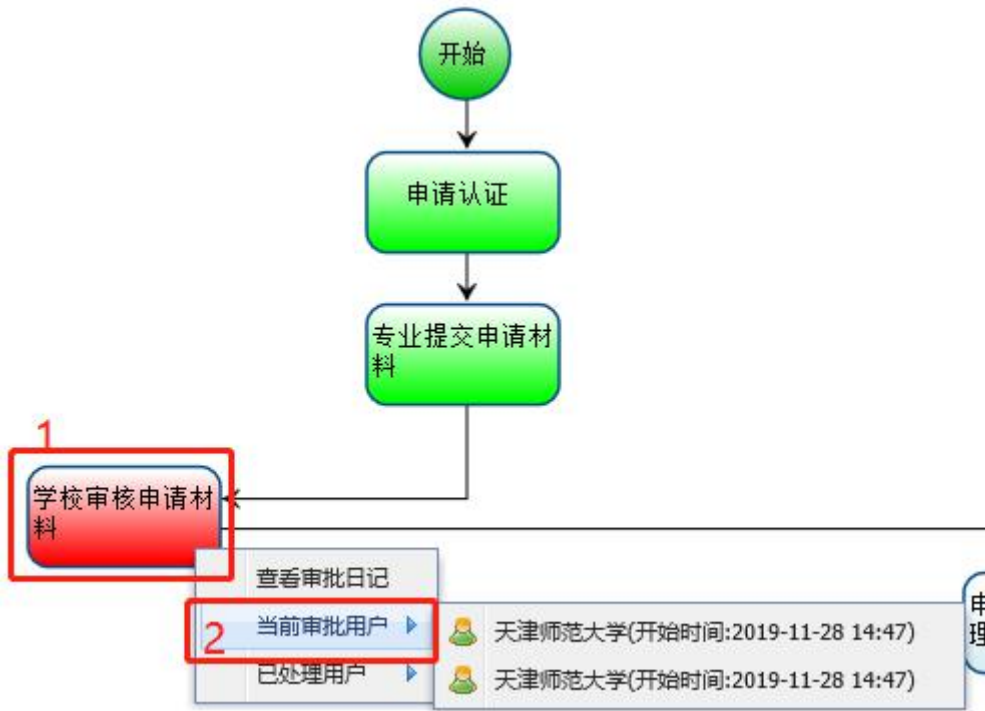 开始
申请认证
专业提交申请材
料
1
学校审核申请材
料
查看审批日记
2
当前审批用户
已处理用户
天津师范大学(开始时间:2019-11-28 14:47)
天津师范大学(开始时间:2019-11-28 14:47)
申
理